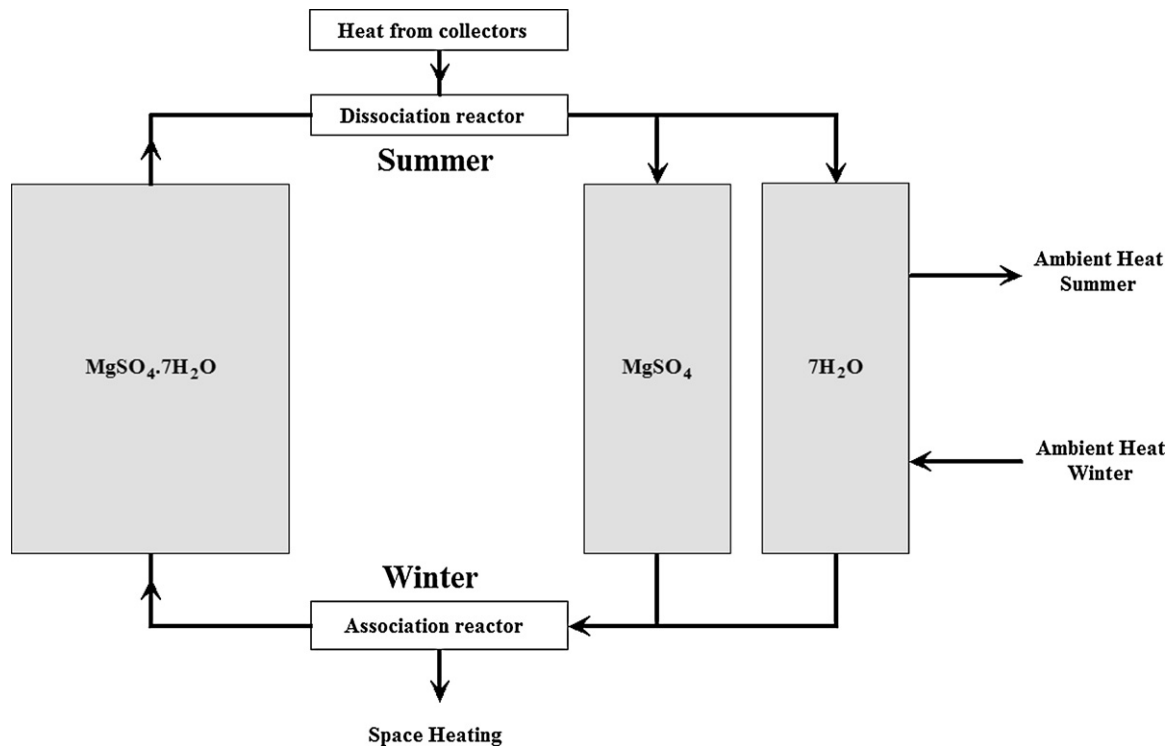 Heat from collectors
Dissociation reactor
Summer
MgSO₄.7H₂O
MgSO₄
7H₂O
Ambient Heat
Summer
Ambient Heat
Winter
Winter
Association reactor
Space Heating